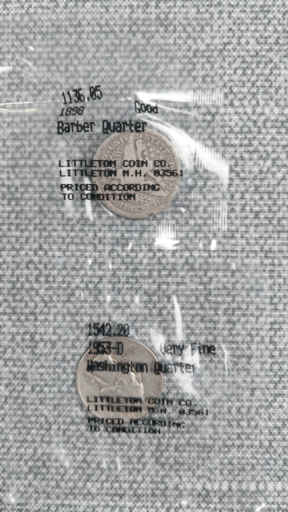 1136.05
1898 Good
Barber Quarter
LITTLETON COIN CO.
LITTLETON N.H. 03561
PRICED ACCORDING
TO CONDITION
1542.20
1953-D Very Fine
Washington Quarter
LITTLETON COIN CO.
LITTLETON N.H. 03561
PRICED ACCORDING
TO CONDITION